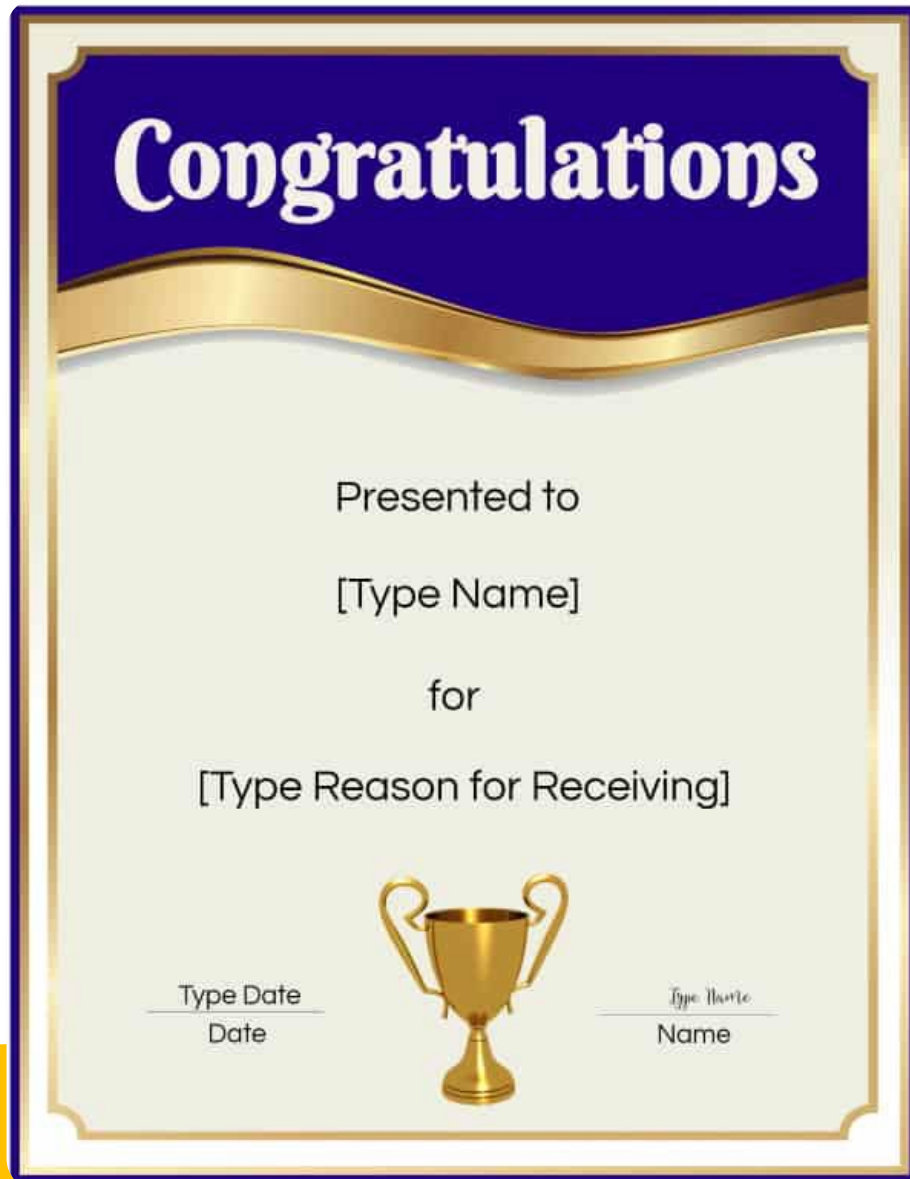 Congratulations
Presented to
[Type Name]
for
[Type Reason for Receiving]
Type Date
Date
Type Name
Name